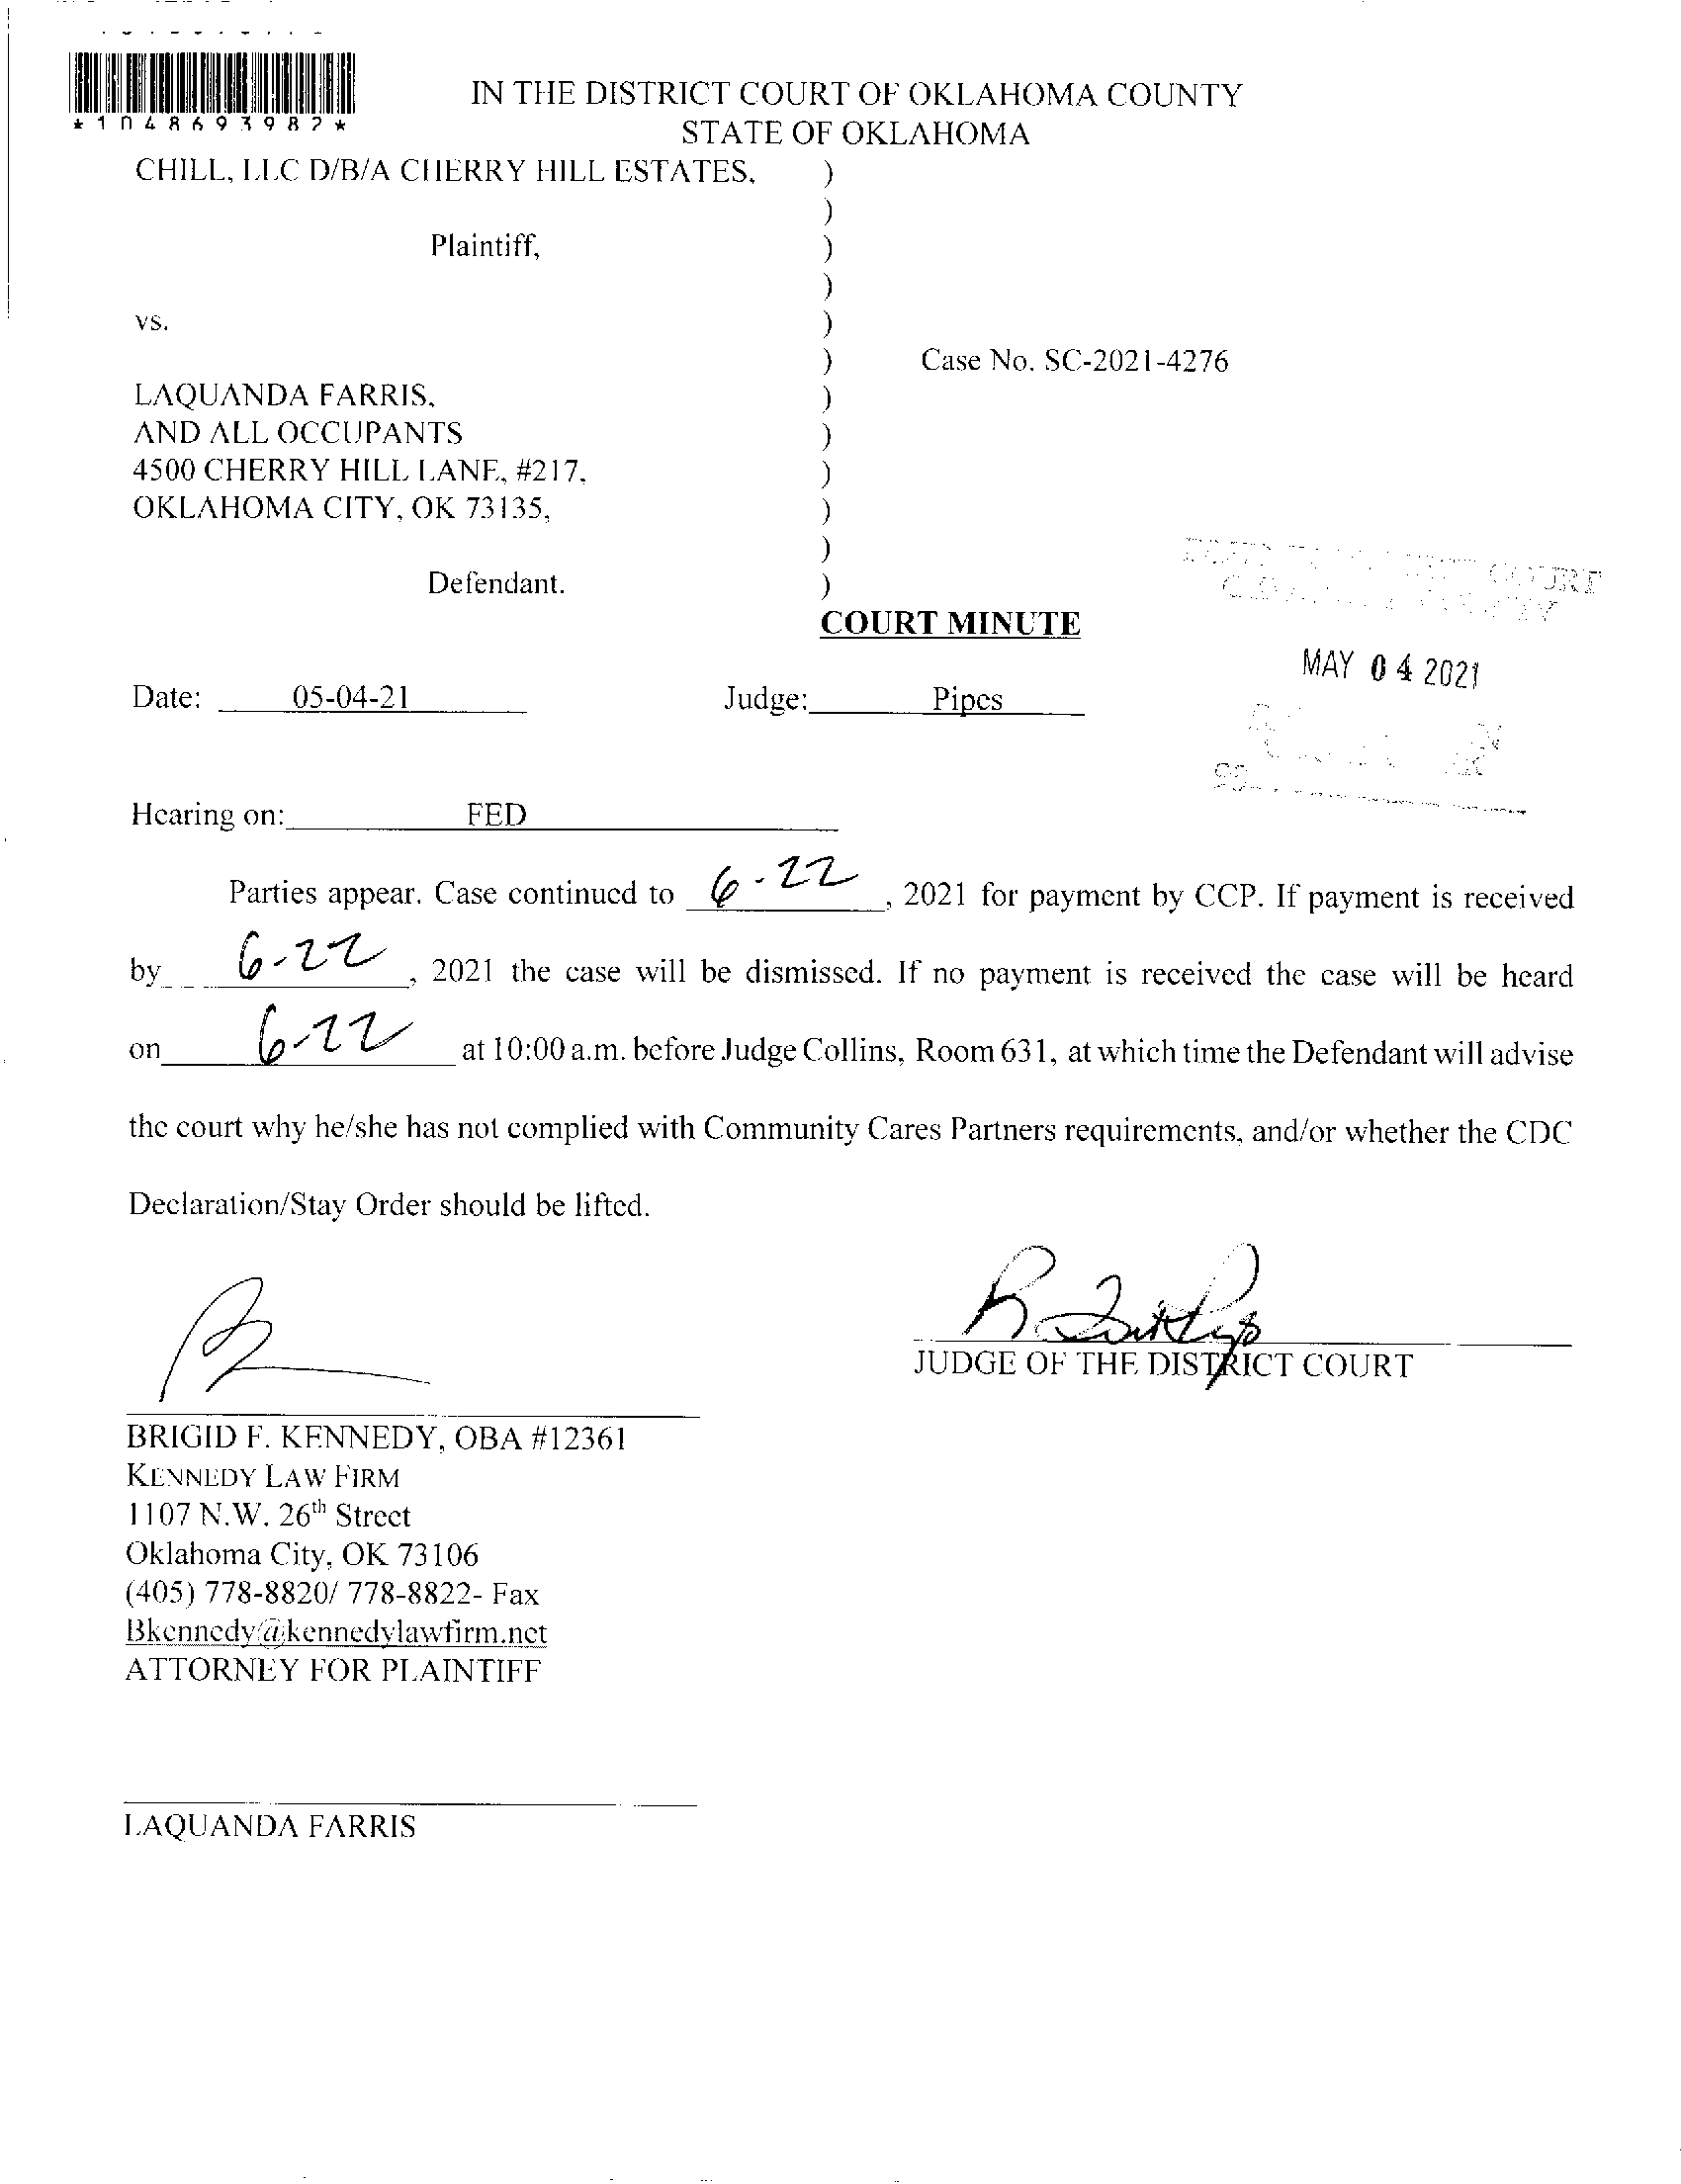 *1048693982*
IN THE DISTRICT COURT OF OKLAHOMA COUNTY
STATE OF OKLAHOMA
CHILL, LLC D/B/A CHERRY HILL ESTATES, )
)
Plaintiff, )
)
vs. )
) Case No. SC-2021-4276
LAQUANDA FARRIS, )
AND ALL OCCUPANTS )
4500 CHERRY HILL LANE, #217, )
OKLAHOMA CITY, OK 73135, )
)
Defendant. )
COURT
COURT MINUTE
MAY 04 2021
Date: 05-04-21 Judge: Pipes
Hearing on: FED
Parties appear. Case continued to 6-22, 2021 for payment by CCP. If payment is received
by 6-22, 2021 the case will be dismissed. If no payment is received the case will be heard
on 6-22 at 10:00 a.m. before Judge Collins, Room 631, at which time the Defendant will advise
the court why he/she has not complied with Community Cares Partners requirements, and/or whether the CDC
Declaration/Stay Order should be lifted.
JUDGE OF THE DISTRICT COURT
BRIGID F. KENNEDY, OBA #12361
KENNEDY LAW FIRM
1107 N.W. 26th Street
Oklahoma City, OK 73106
(405) 778-8820/ 778-8822- Fax
Bkennedy@kennedylawfirm.net
ATTORNEY FOR PLAINTIFF
LAQUANDA FARRIS